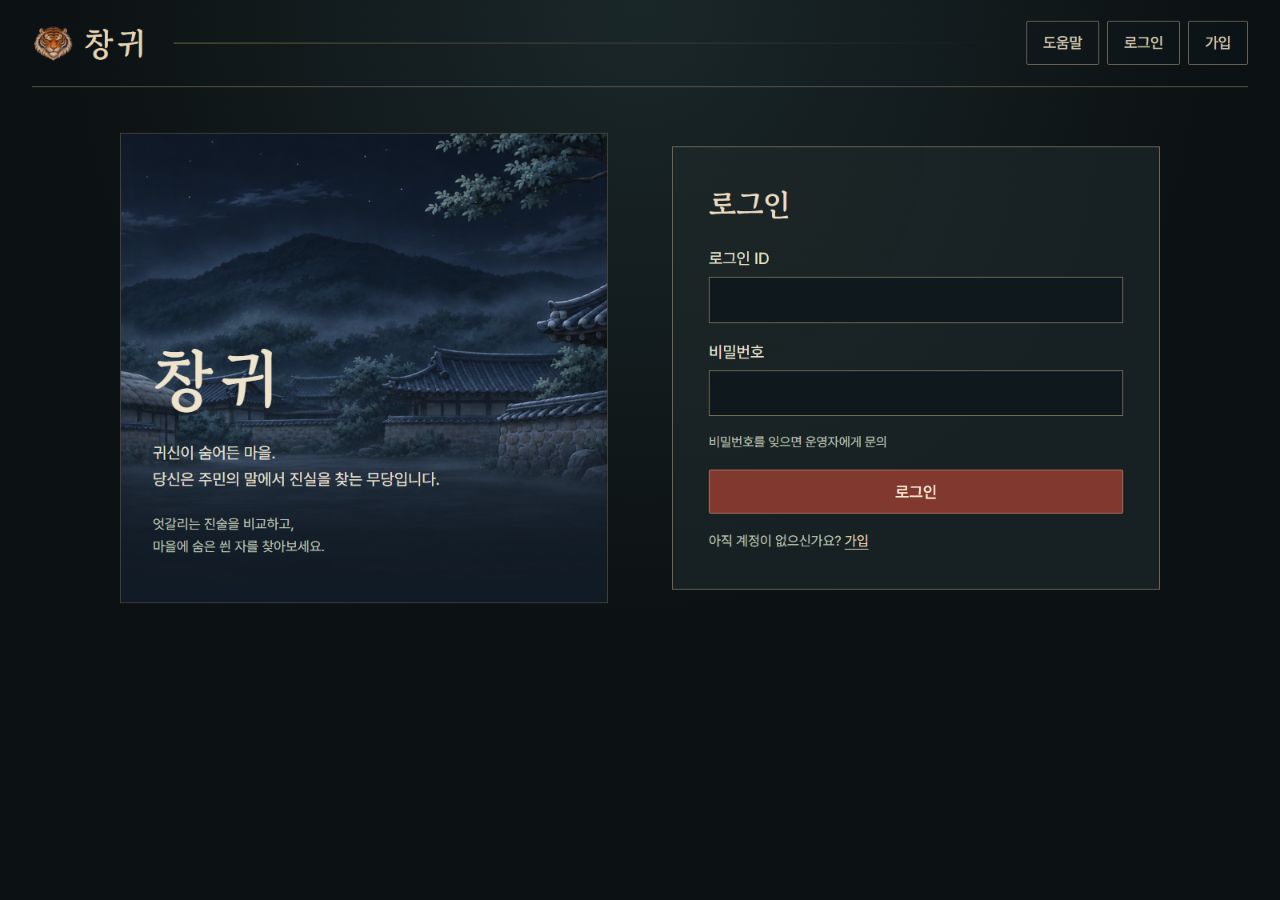 창귀
도움말
로그인
가입
창귀
귀신이 숨어든 마을.
당신은 주민의 말에서 진실을 찾는 무당입니다.
엇갈리는 진술을 비교하고,
마을에 숨은 씐 자를 찾아보세요.
로그인
로그인 ID
비밀번호
비밀번호를 잊으면 운영자에게 문의
로그인
아직 계정이 없으신가요? 가입